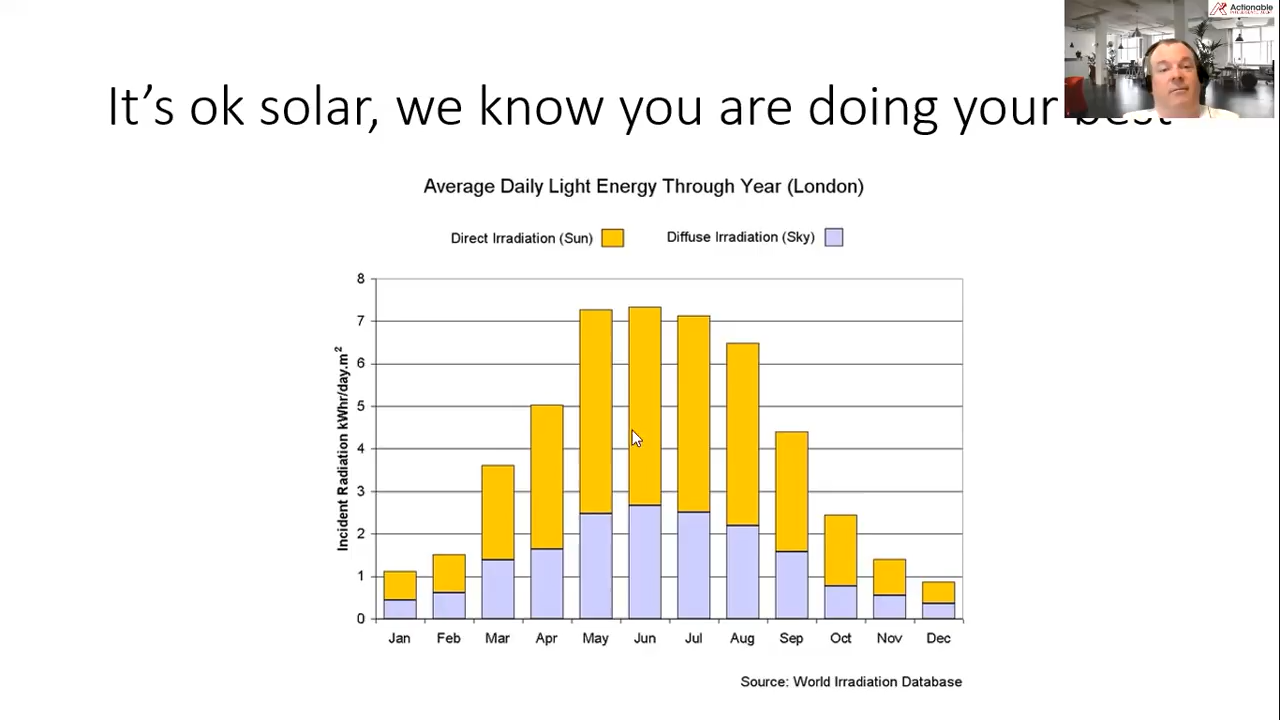 Actionable
It's ok solar, we know you are doing your best
Average Daily Light Energy Through Year (London)
Direct Irradiation (Sun)
Diffuse Irradiation (Sky)
Incident Radiation kWhr/day.m²
8
7
6
5
4
3
2
1
0
Jan Feb Mar Apr May Jun Jul Aug Sep Oct Nov Dec
Source: World Irradiation Database